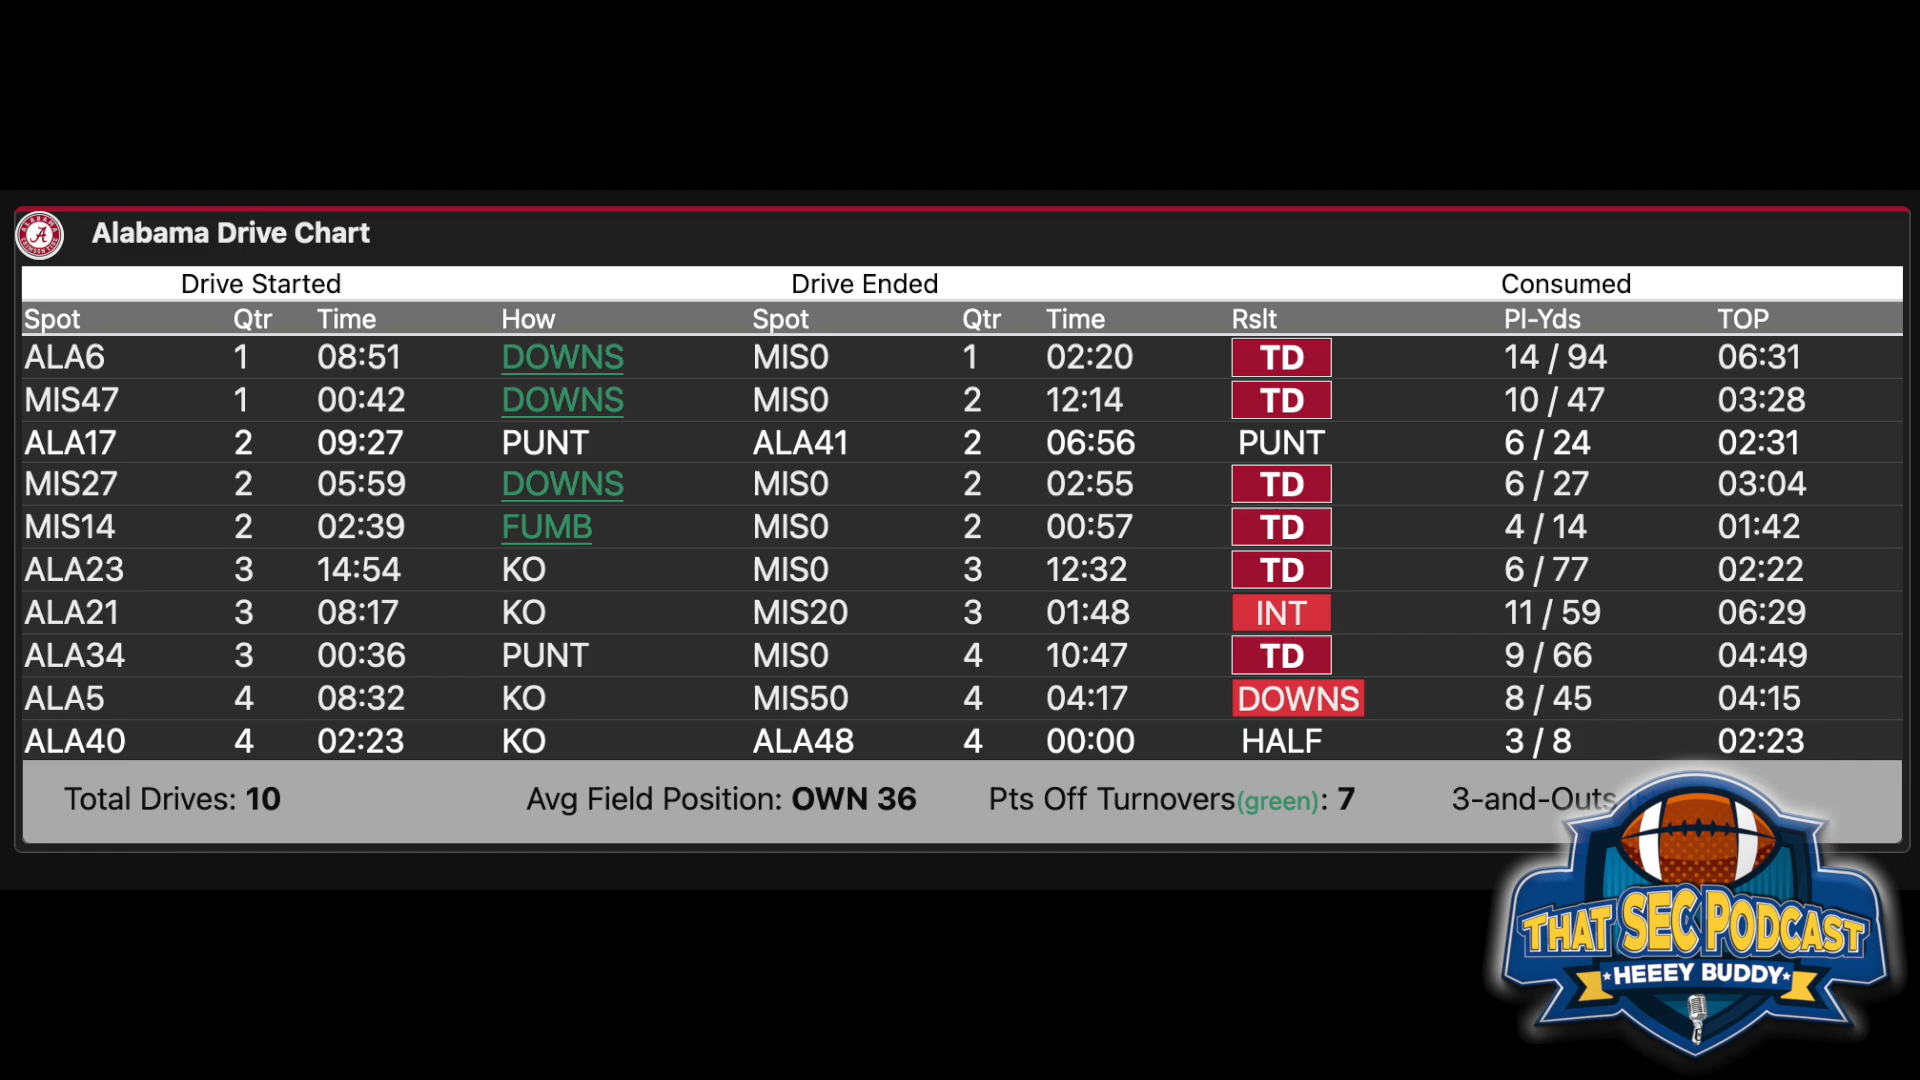 Alabama Drive Chart
Drive Started Drive Ended Consumed
Spot Qtr Time How Spot Qtr Time Rslt Pl-Yds TOP
ALA6 1 08:51 DOWNS MIS0 1 02:20 TD 14 / 94 06:31
MIS47 1 00:42 DOWNS MIS0 2 12:14 TD 10 / 47 03:28
ALA17 2 09:27 PUNT ALA41 2 06:56 PUNT 6 / 24 02:31
MIS27 2 05:59 DOWNS MIS0 2 02:55 TD 6 / 27 03:04
MIS14 2 02:39 FUMB MIS0 2 00:57 TD 4 / 14 01:42
ALA23 3 14:54 KO MIS0 3 12:32 TD 6 / 77 02:22
ALA21 3 08:17 KO MIS20 3 01:48 INT 11 / 59 06:29
ALA34 3 00:36 PUNT MIS0 4 10:47 TD 9 / 66 04:49
ALA5 4 08:32 KO MIS50 4 04:17 DOWNS 8 / 45 04:15
ALA40 4 02:23 KO ALA48 4 00:00 HALF 3 / 8 02:23
Total Drives: 10 Avg Field Position: OWN 36 Pts Off Turnovers(green): 7 3-and-Outs
THAT SEC PODCAST
HEEEY BUDDY